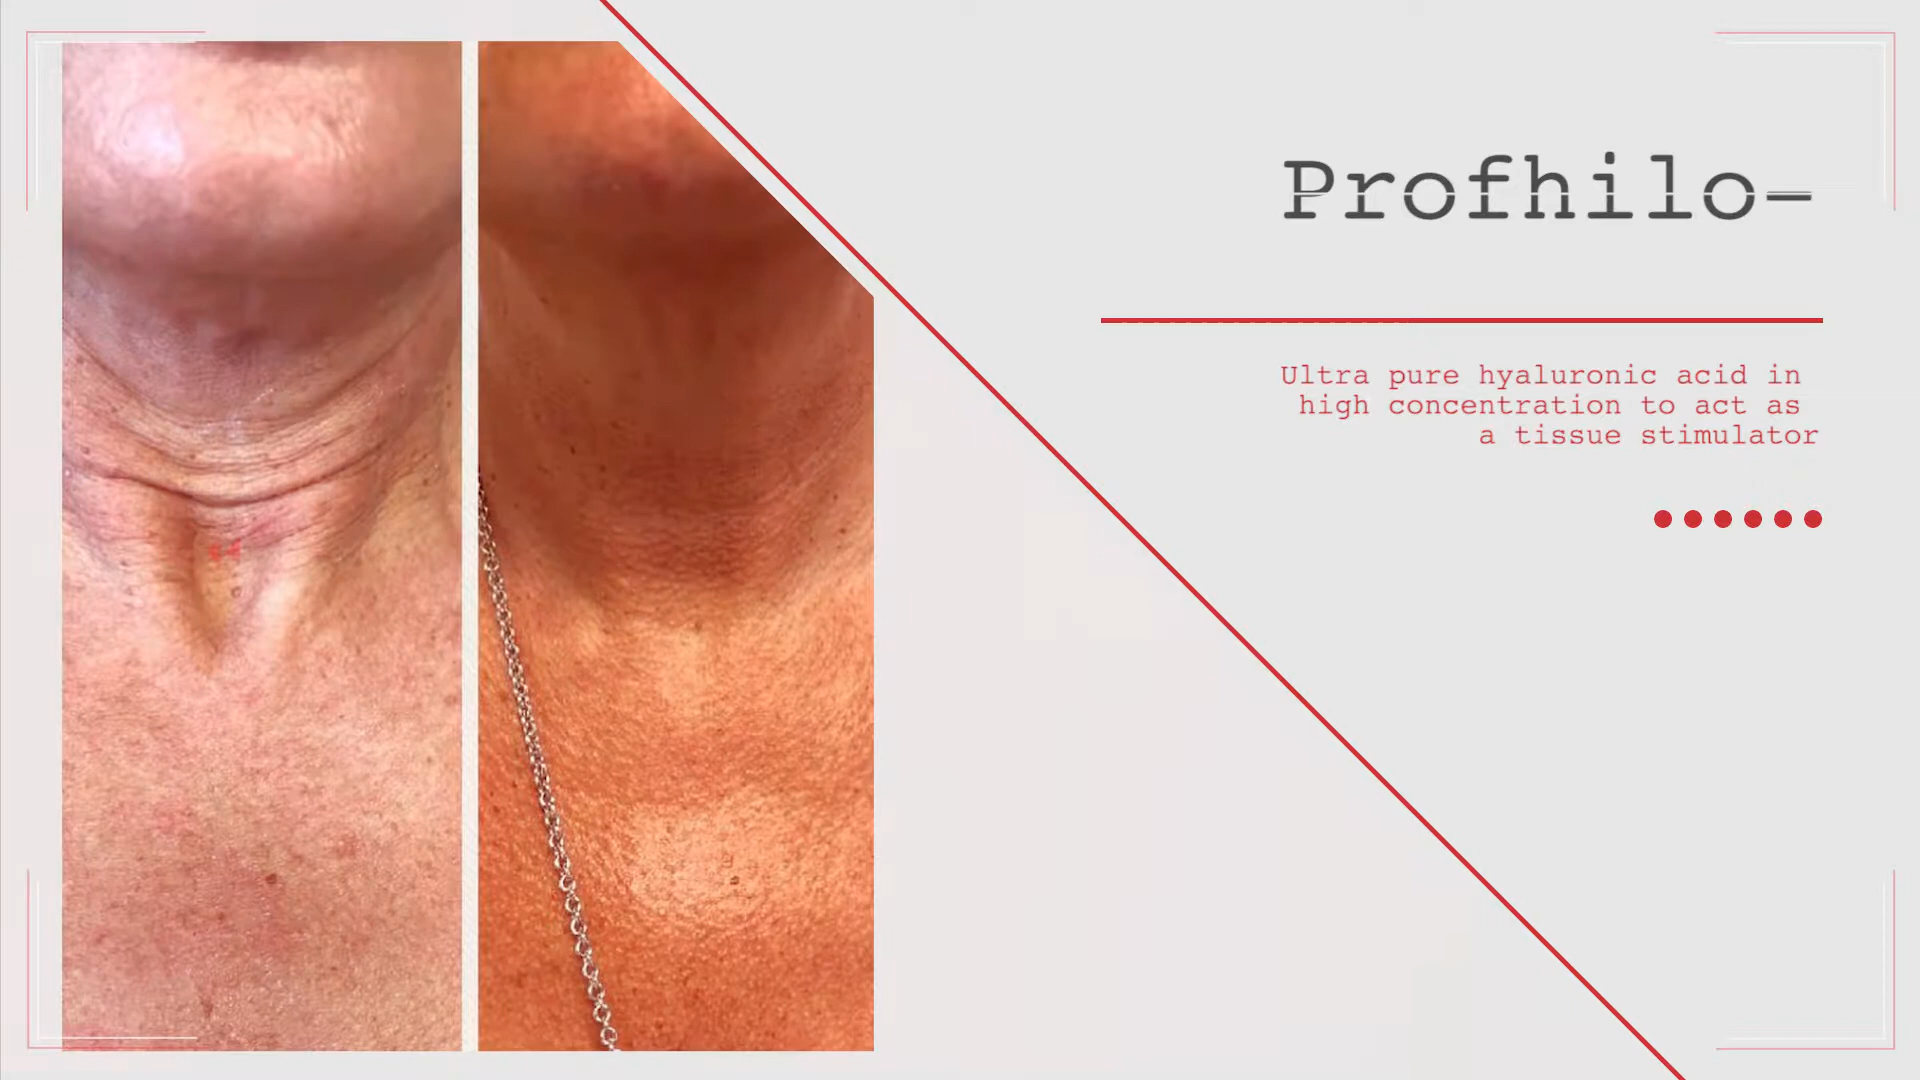 Profhilo-
Ultra pure hyaluronic acid in
high concentration to act as
a tissue stimulator